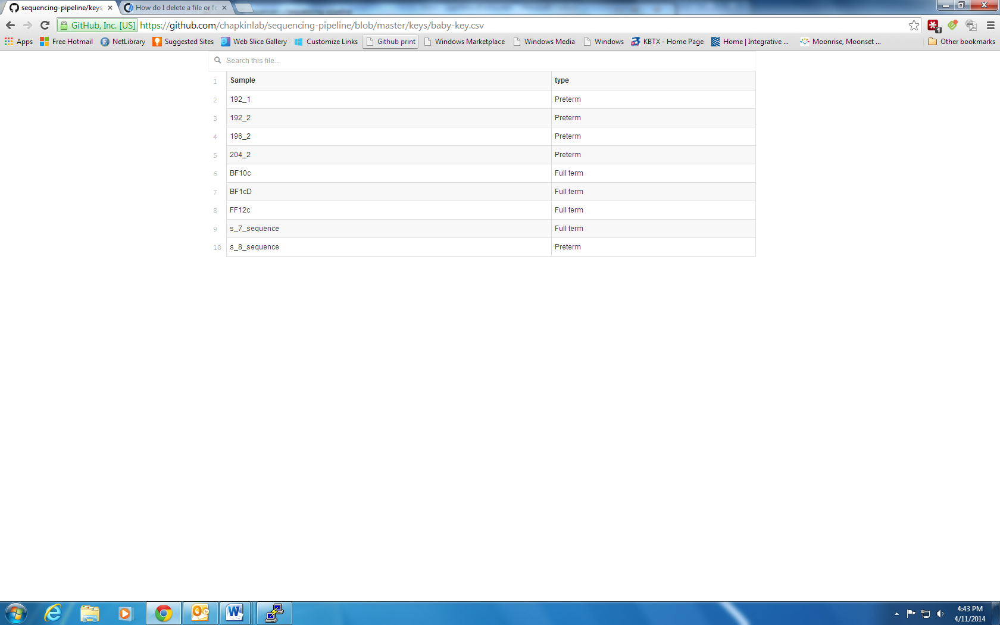 sequencing-pipeline/keys
How do I delete a file or fo
GitHub, Inc. [US] https://github.com/chapkinlab/sequencing-pipeline/blob/master/keys/baby-key.csv
Apps Free Hotmail NetLibrary Suggested Sites Web Slice Gallery Customize Links Github print Windows Marketplace Windows Media Windows KBTX - Home Page Home | Integrative ... Moonrise, Moonset ... Other bookmarks
Search this file...
1 Sample type
2 192_1 Preterm
3 192_2 Preterm
4 196_2 Preterm
5 204_2 Preterm
6 BF10c Full term
7 BF1cD Full term
8 FF12c Full term
9 s_7_sequence Full term
10 s_8_sequence Preterm
4:43 PM
4/11/2014